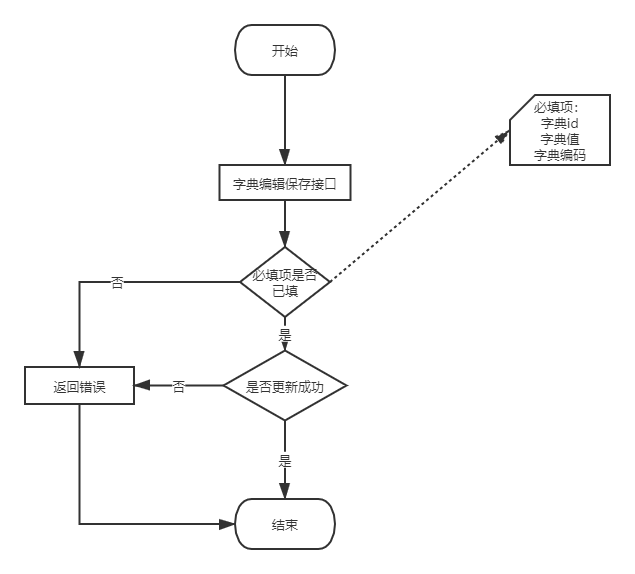 开始
必填项:
字典id
字典值
字典编码
字典编辑保存接口
必填项是否
已填
否
是
返回错误
否
是否更新成功
是
结束